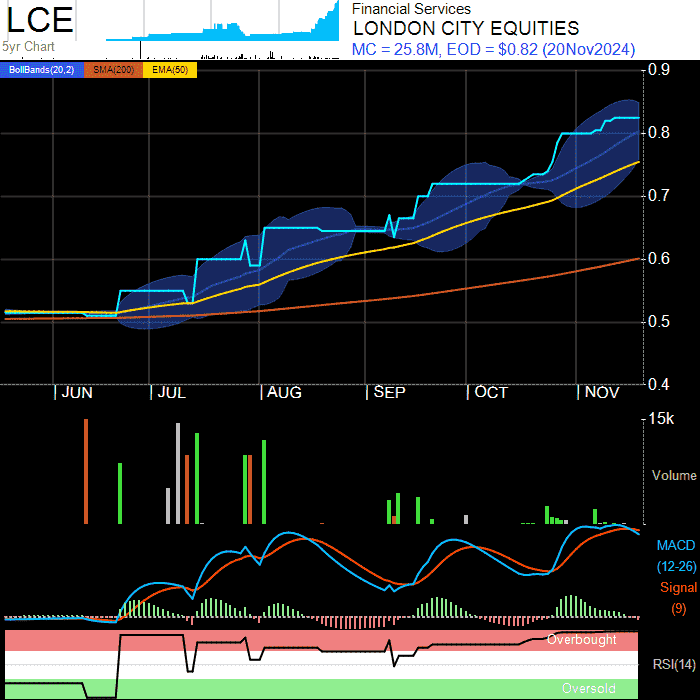 LCE
5yr Chart
Financial Services
LONDON CITY EQUITIES
MC = 25.8M, EOD = $0.82 (20Nov2024)
BollBands(20,2) SMA(200) EMA(50)
0.9
0.8
0.7
0.6
0.5
0.4
JUN JUL AUG SEP OCT NOV
15k
Volume
MACD
(12-26)
Signal
(9)
Overbought
RSI(14)
Oversold